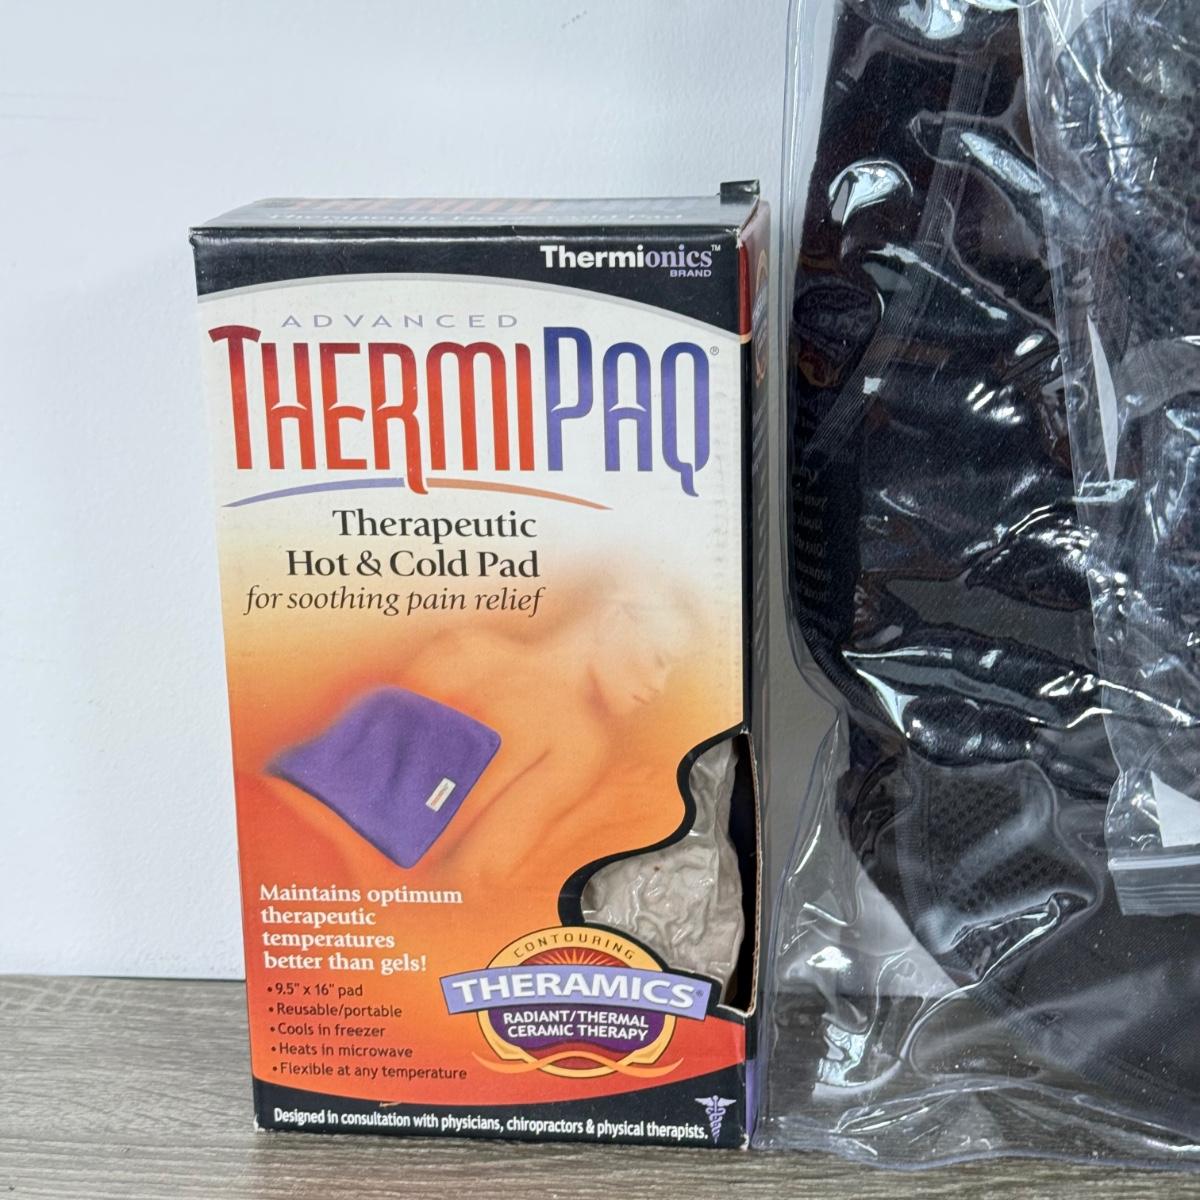 Thermionics™
BRAND
ADVANCED
THERMIPAQ®
Therapeutic
Hot & Cold Pad
for soothing pain relief
Maintains optimum
therapeutic
temperatures
better than gels!
• 9.5" x 16" pad
• Reusable/portable
• Cools in freezer
• Heats in microwave
• Flexible at any temperature
CONTOURING
THERAMICS®
RADIANT/THERMAL
CERAMIC THERAPY
Designed in consultation with physicians, chiropractors & physical therapists.